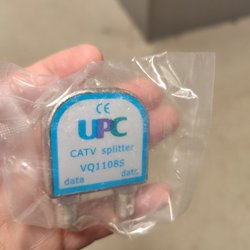 CE
UPC
CATV splitter
VQ1108S
data data